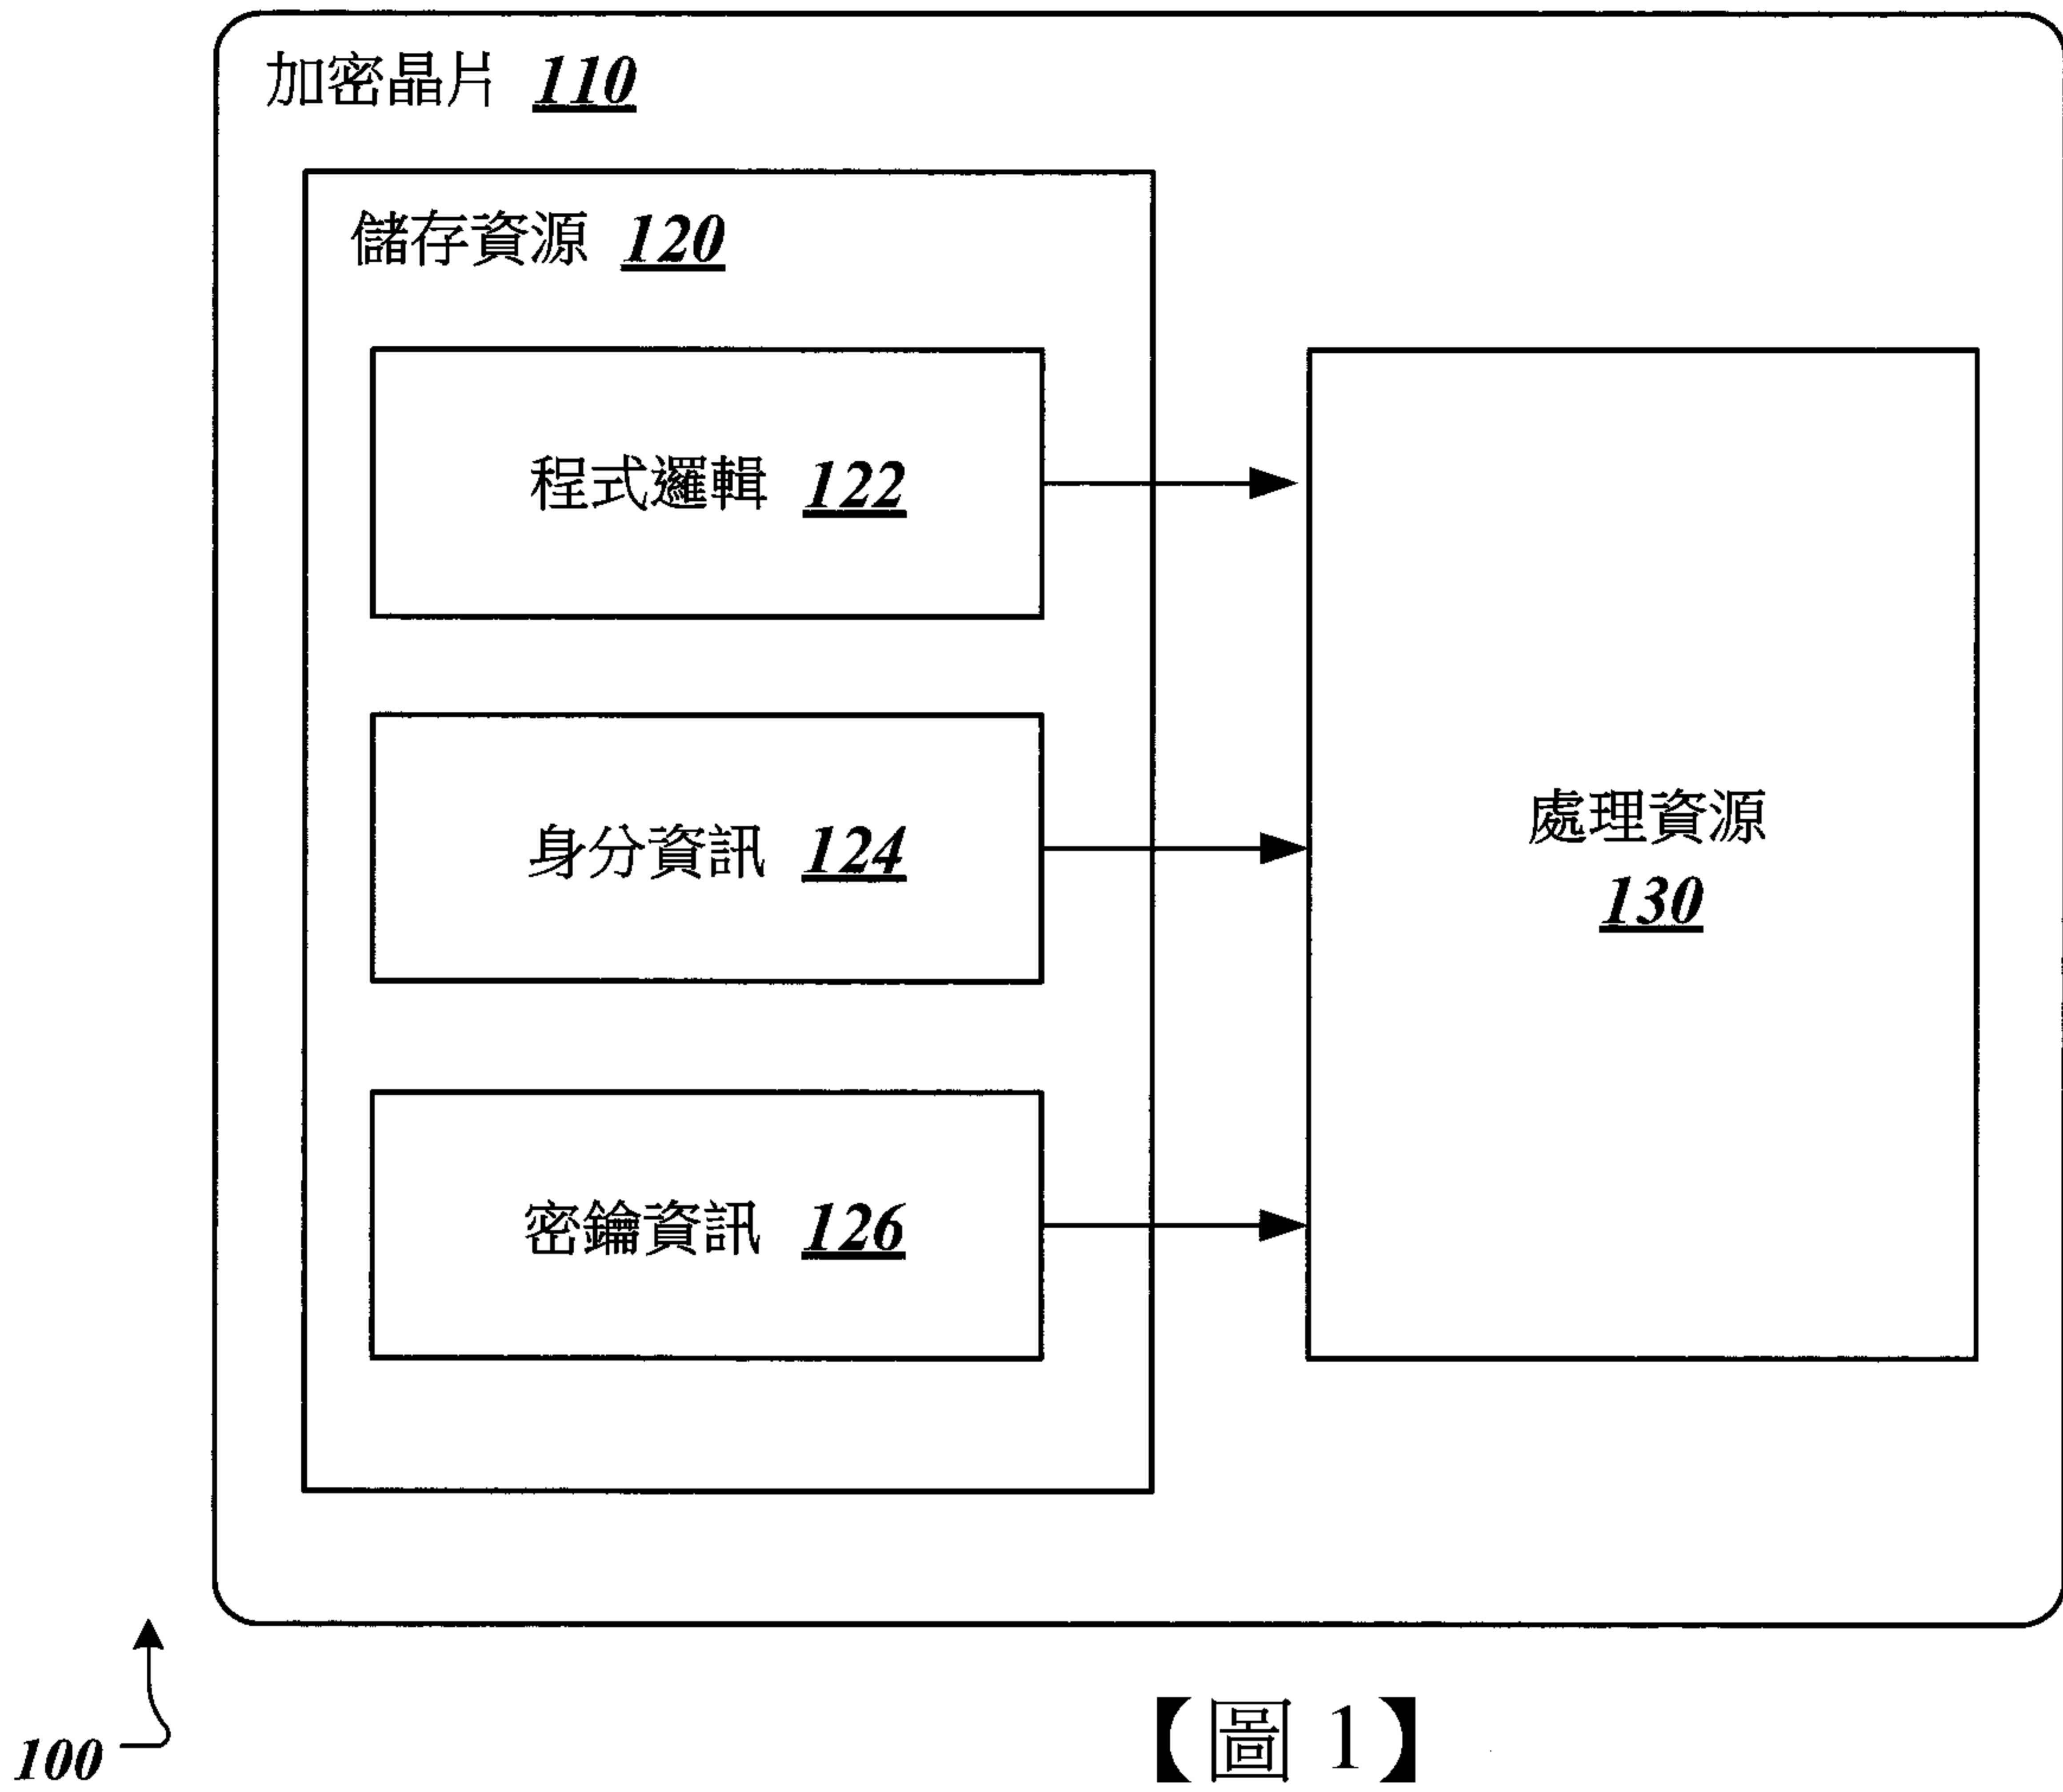 加密晶片 110
儲存資源 120
程式邏輯 122
身分資訊 124
處理資源
130
密鑰資訊 126
100
【圖 1】